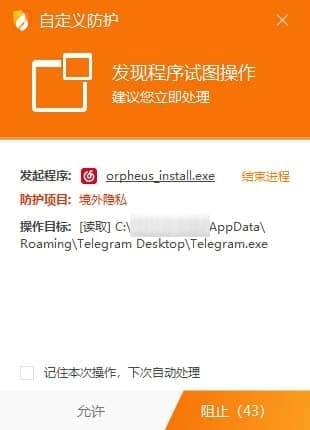 自定义防护
发现程序试图操作
建议您立即处理
发起程序: orpheus_install.exe 结束进程
防护项目: 境外隐私
操作目标: [读取] C:\ AppData\
Roaming\Telegram Desktop\Telegram.exe
记住本次操作，下次自动处理
允许 阻止（43）